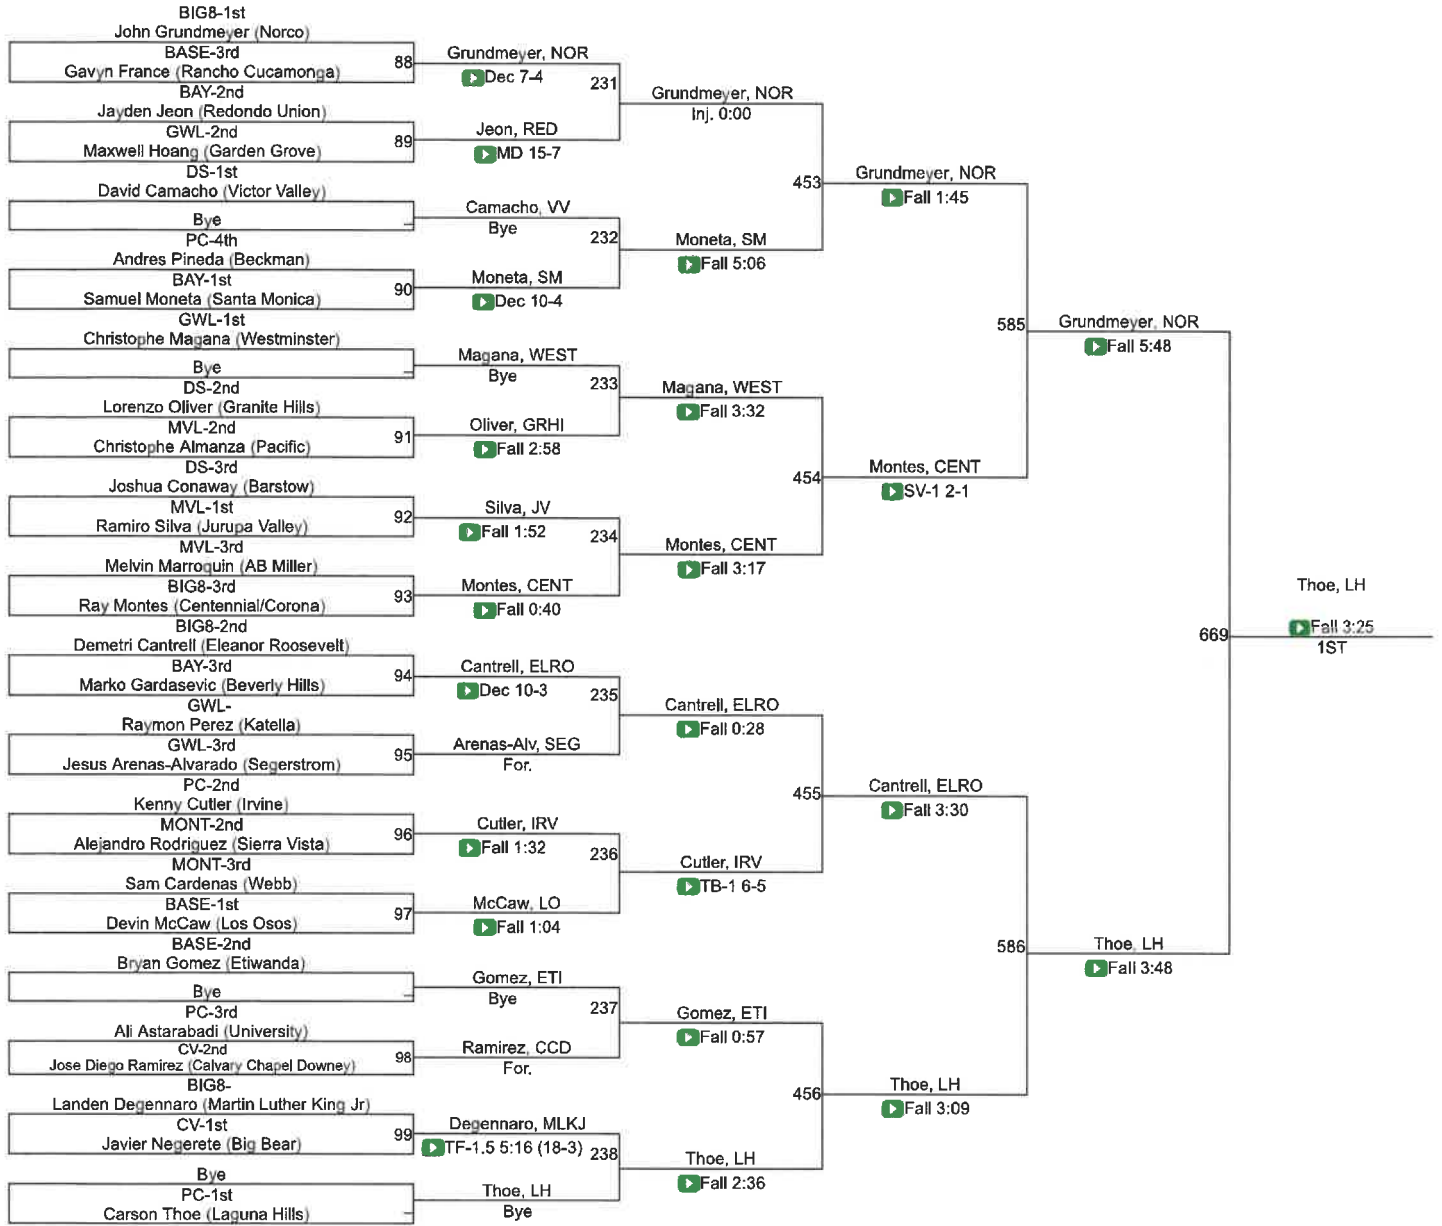 BIG8-1st
John Grundmeyer (Norco)
BASE-3rd
Gavyn France (Rancho Cucamonga)
88
BAY-2nd
Jayden Jeon (Redondo Union)
GWL-2nd
Maxwell Hoang (Garden Grove)
89
DS-1st
David Camacho (Victor Valley)
Bye
PC-4th
Andres Pineda (Beckman)
BAY-1st
Samuel Moneta (Santa Monica)
90
GWL-1st
Christophe Magana (Westminster)
Bye
DS-2nd
Lorenzo Oliver (Granite Hills)
MVL-2nd
Christophe Almanza (Pacific)
91
DS-3rd
Joshua Conaway (Barstow)
MVL-1st
Ramiro Silva (Jurupa Valley)
92
MVL-3rd
Melvin Marroquin (AB Miller)
BIG8-3rd
Ray Montes (Centennial/Corona)
93
BIG8-2nd
Demetri Cantrell (Eleanor Roosevelt)
BAY-3rd
Marko Gardasevic (Beverly Hills)
94
GWL-
Raymon Perez (Katella)
GWL-3rd
Jesus Arenas-Alvarado (Segerstrom)
95
PC-2nd
Kenny Cutler (Irvine)
MONT-2nd
Alejandro Rodriguez (Sierra Vista)
96
MONT-3rd
Sam Cardenas (Webb)
BASE-1st
Devin McCaw (Los Osos)
97
BASE-2nd
Bryan Gomez (Etiwanda)
Bye
PC-3rd
Ali Astarabadi (University)
CV-2nd
Jose Diego Ramirez (Calvary Chapel Downey)
98
BIG8-
Landen Degennaro (Martin Luther King Jr)
CV-1st
Javier Negerete (Big Bear)
99
Bye
PC-1st
Carson Thoe (Laguna Hills)
Grundmeyer, NOR
Dec 7-4
231
Jeon, RED
MD 15-7
Camacho, VV
Bye
232
Moneta, SM
Dec 10-4
Magana, WEST
Bye
233
Oliver, GRHI
Fall 2:58
Silva, JV
Fall 1:52
234
Montes, CENT
Fall 0:40
Cantrell, ELRO
Dec 10-3
235
Arenas-Alv, SEG
For.
Cutler, IRV
Fall 1:32
236
McCaw, LO
Fall 1:04
Gomez, ETI
Bye
237
Ramirez, CCD
For.
Degennaro, MLKJ
TF-1.5 5:16 (18-3)
238
Thoe, LH
Bye
Grundmeyer, NOR
Inj. 0:00
453
Moneta, SM
Fall 5:06
Magana, WEST
Fall 3:32
454
Montes, CENT
Fall 3:17
Cantrell, ELRO
Fall 0:28
455
Cutler, IRV
TB-1 6-5
Gomez, ETI
Fall 0:57
456
Thoe, LH
Fall 2:36
Grundmeyer, NOR
Fall 1:45
585
Montes, CENT
SV-1 2-1
Cantrell, ELRO
Fall 3:30
586
Thoe, LH
Fall 3:09
Grundmeyer, NOR
Fall 5:48
669
Thoe, LH
Fall 3:48
Thoe, LH
Fall 3:25
1ST